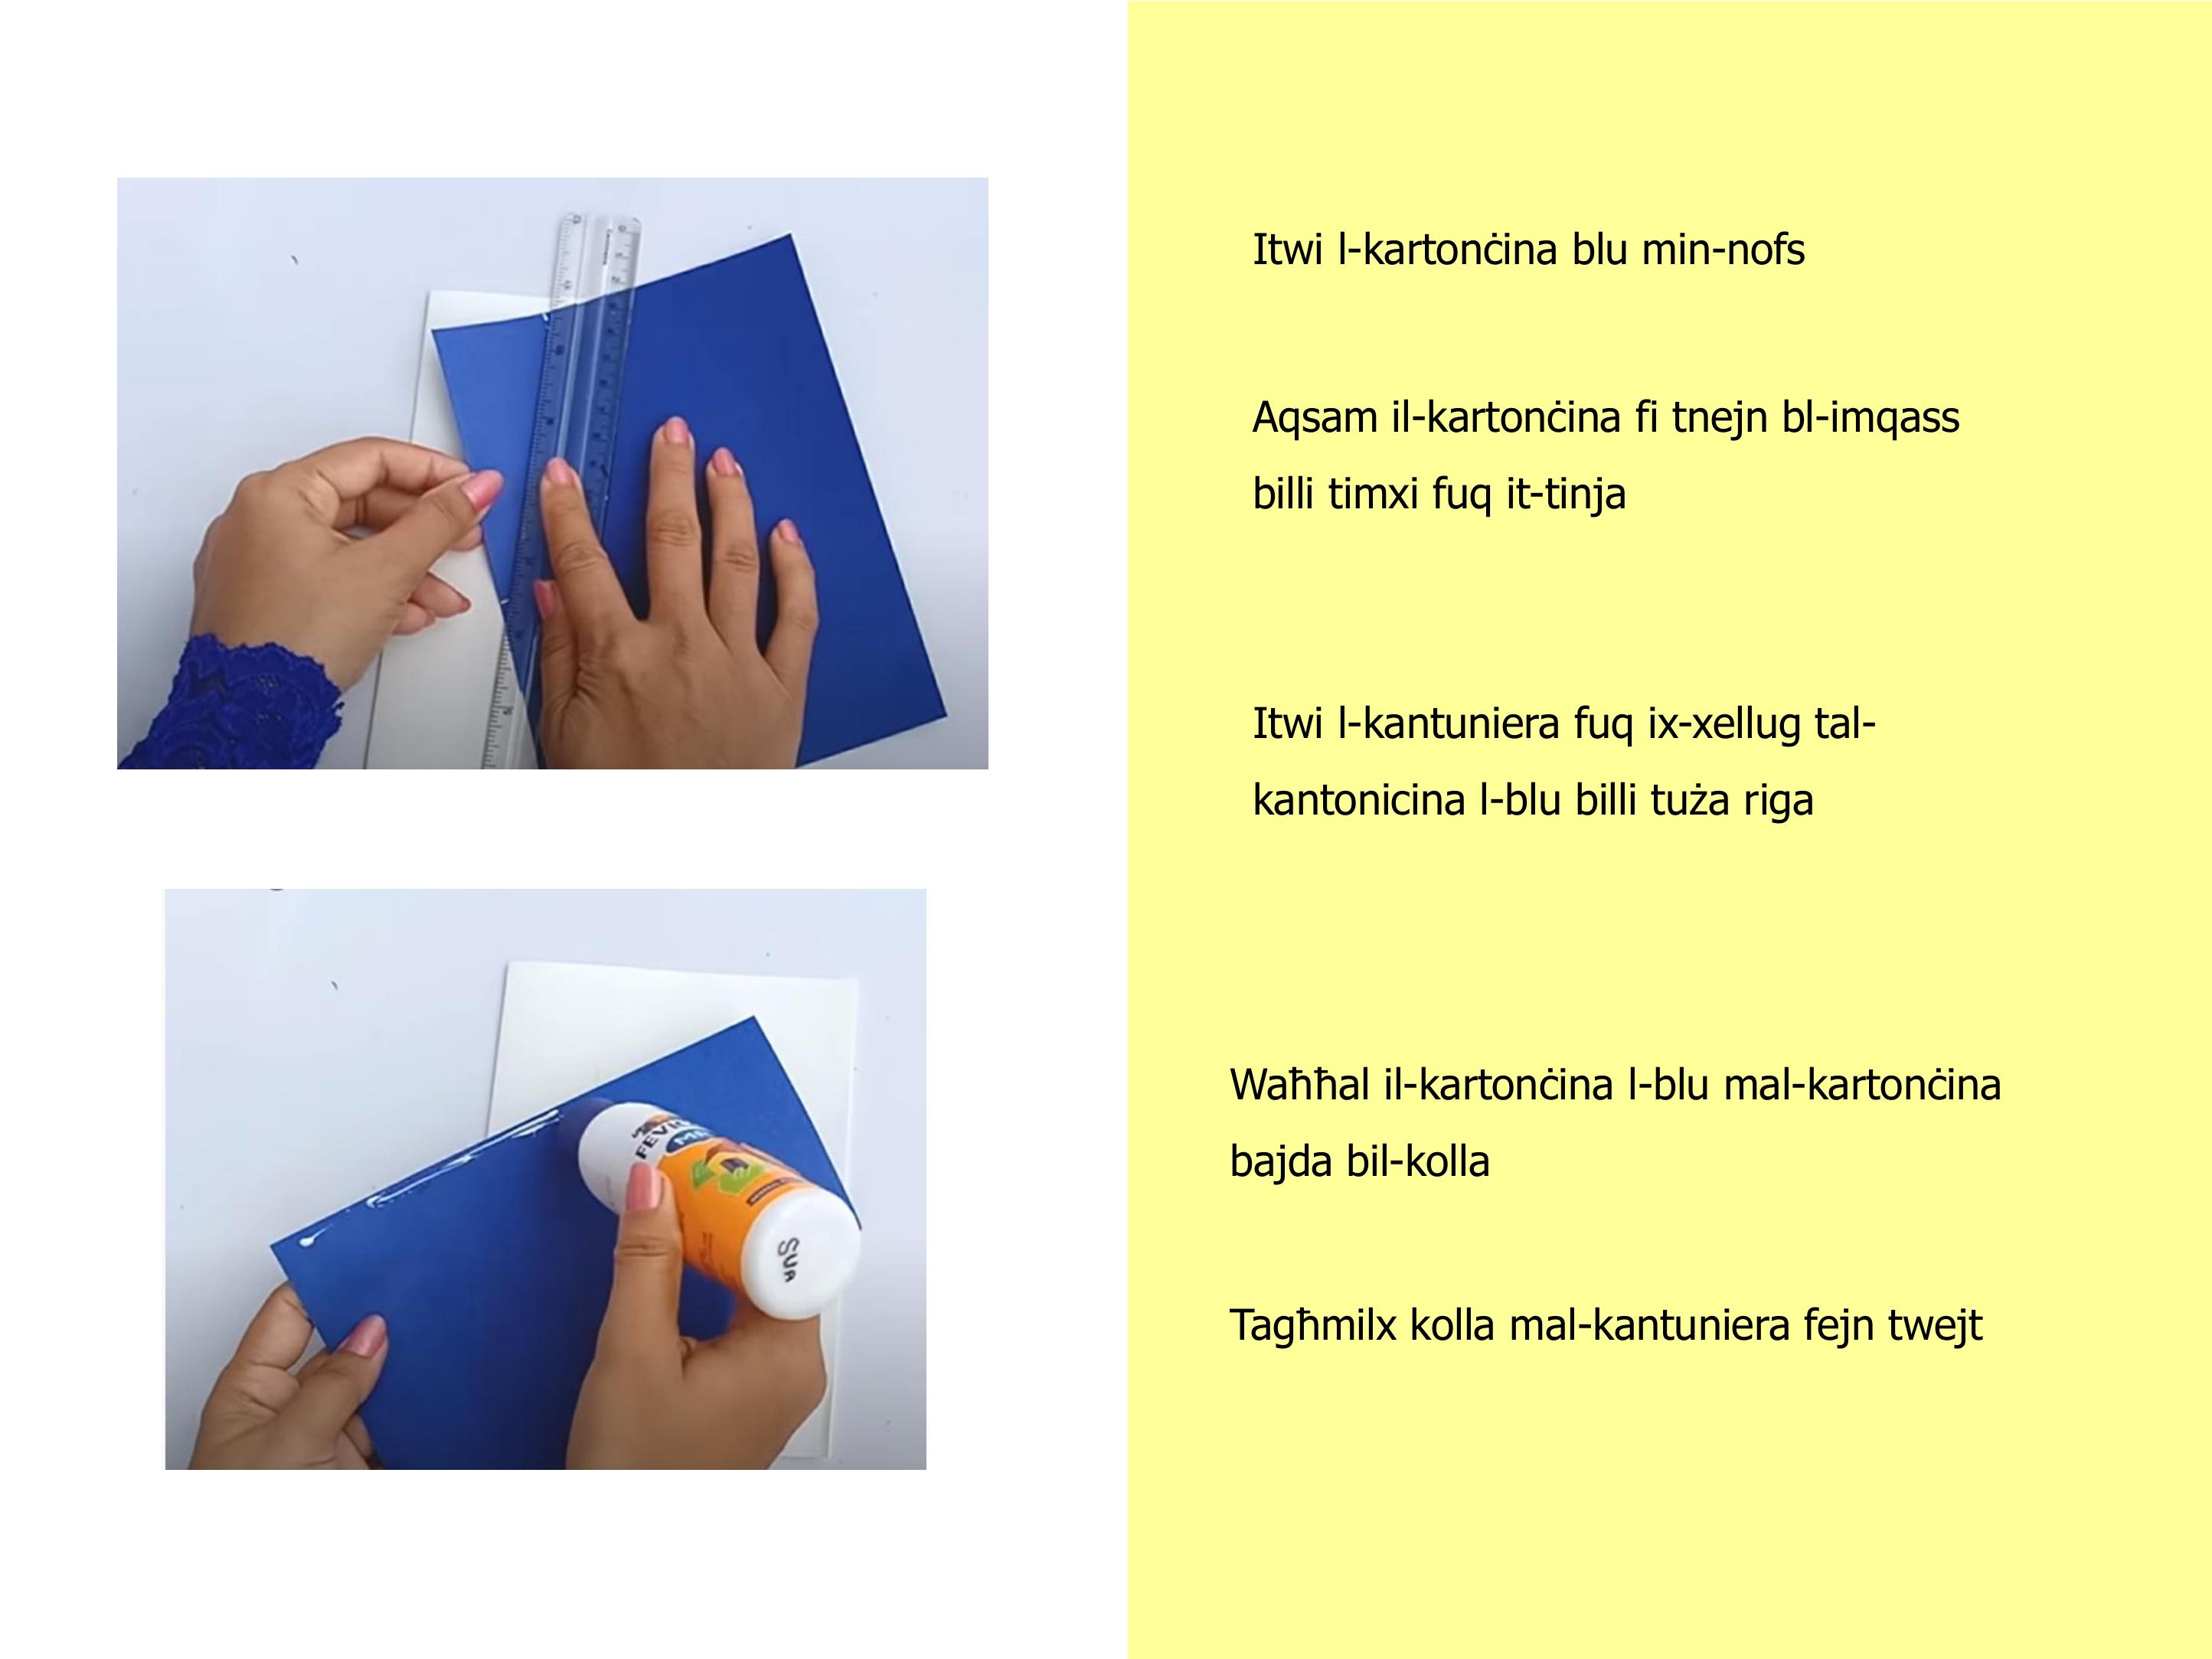 Itwi l-kartonċina blu min-nofs
Aqsam il-kartonċina fi tnejn bl-imqass
billi timxi fuq it-tinja
Itwi l-kantuniera fuq ix-xellug tal-
kantonicina l-blu billi tuża riga
Waħħal il-kartonċina l-blu mal-kartonċina
bajda bil-kolla
Tagħmilx kolla mal-kantuniera fejn twejt
SUA